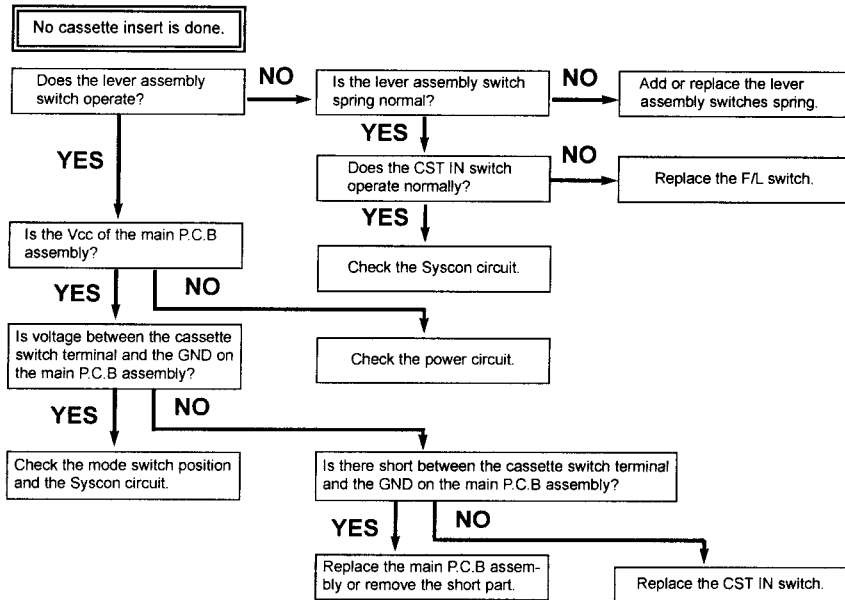 No cassette insert is done.
Does the lever assembly
switch operate?
NO
Is the lever assembly switch
spring normal?
NO
Add or replace the lever
assembly switches spring.
YES
YES
Does the CST IN switch
operate normally?
NO
Replace the F/L switch.
YES
Is the Vcc of the main P.C.B
assembly?
Check the Syscon circuit.
YES
NO
Is voltage between the cassette
switch terminal and the GND on
the main P.C.B assembly?
Check the power circuit.
YES
NO
Check the mode switch position
and the Syscon circuit.
Is there short between the cassette switch terminal
and the GND on the main P.C.B assembly?
YES
NO
Replace the main P.C.B assem-
bly or remove the short part.
Replace the CST IN switch.